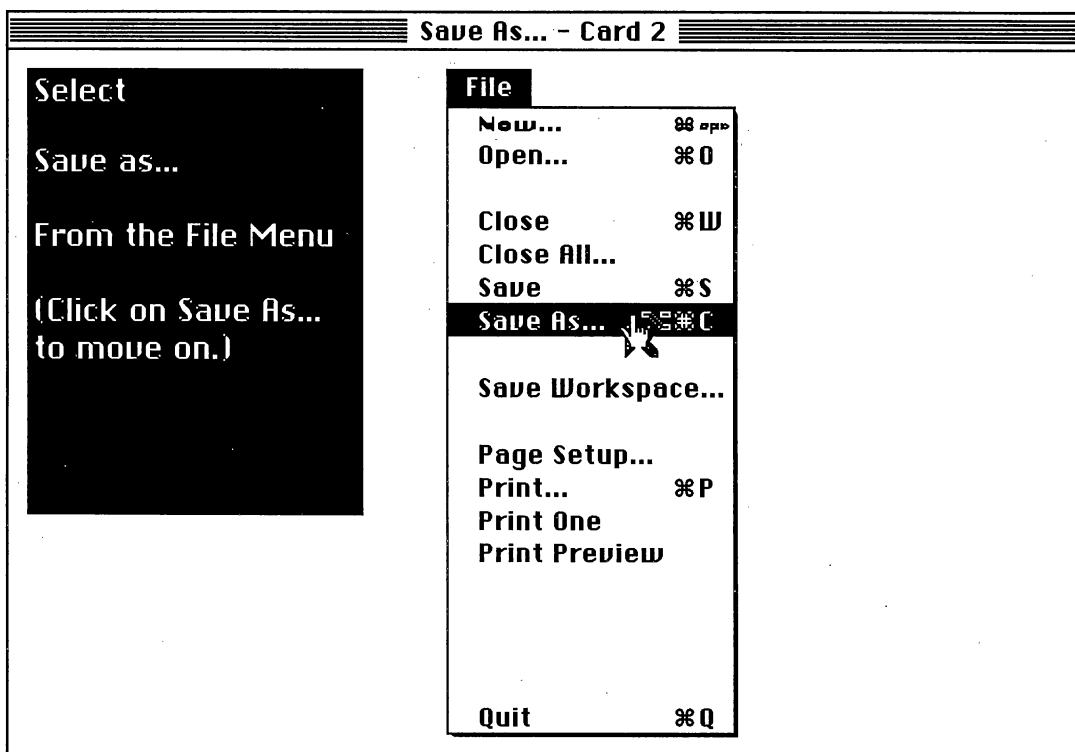 Save As... - Card 2
Select
Save as...
From the File Menu
(Click on Save As...
to move on.)
File
New... ⌘
Open... ⌘O
Close ⌘W
Close All...
Save ⌘S
Save As...
Save Workspace...
Page Setup...
Print... ⌘P
Print One
Print Preview
Quit ⌘Q